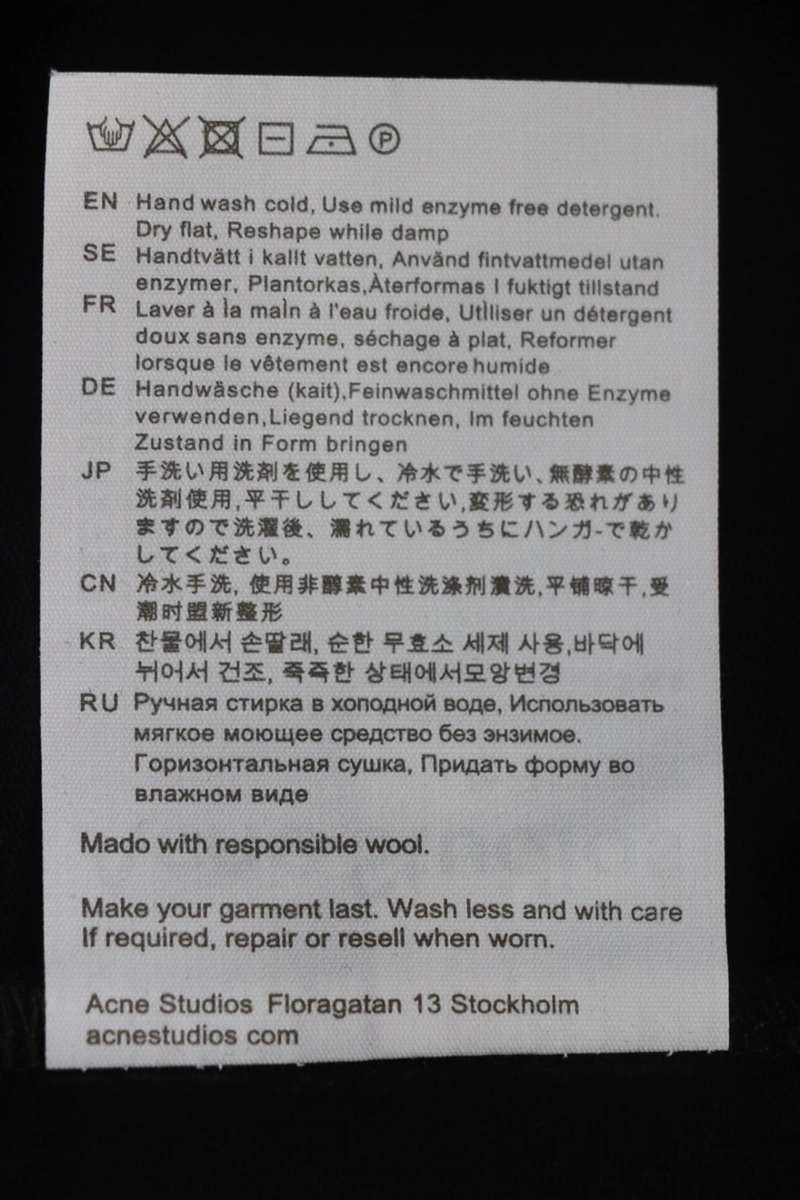 EN Hand wash cold, Use mild enzyme free detergent.
Dry flat, Reshape while damp
SE Handtvätt i kallt vatten, Använd fintvattmedel utan
enzymer, Plantorkas,Återformas I fuktigt tillstand
FR Laver à la main à l'eau froide, Utlliser un détergent
doux sans enzyme, séchage à plat, Reformer
lorsque le vêtement est encore humide
DE Handwäsche (kait),Feinwaschmittel ohne Enzyme
verwenden,Liegend trocknen, Im feuchten
Zustand in Form bringen
JP 手洗い用洗剤を使用し、冷水で手洗い、無酵素の中性
洗剤使用,平干ししてください,変形する恐れがあり
ますので洗濯後、濡れているうちにハンガ-で乾か
してください。
CN 冷水手洗, 使用非醇素中性洗涤剂漬洗,平铺晾干,受
潮时盟新整形
KR 찬물에서 손딸래, 순한 무효소 세제 사용,바닥에
뉘어서 건조, 죽죽한 상태에서모앙변경
RU Ручная стирка в хоподной воде, Использовать
мягкое моющее средство без энзимое.
Горизонтальная сушка, Придать форму во
влажном виде
Mado with responsible wool.
Make your garment last. Wash less and with care
If required, repair or resell when worn.
Acne Studios Floragatan 13 Stockholm
acnestudios com